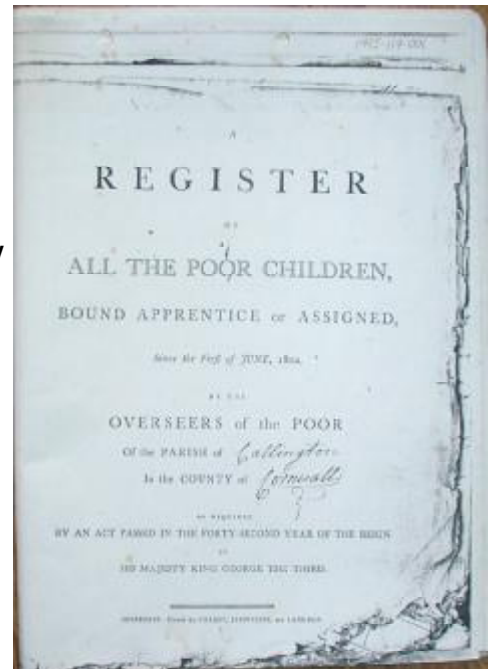 A
REGISTER
OF
ALL THE POOR CHILDREN,
BOUND APPRENTICE or ASSIGNED,
Since the First of JUNE, 1802,
BY THE
OVERSEERS of the POOR
Of the PARISH of Callington
In the COUNTY of Cornwall
AS REQUIRED
BY AN ACT PASSED IN THE FORTY-SECOND YEAR OF THE REIGN
OF
HIS MAJESTY KING GEORGE THE THIRD.
y